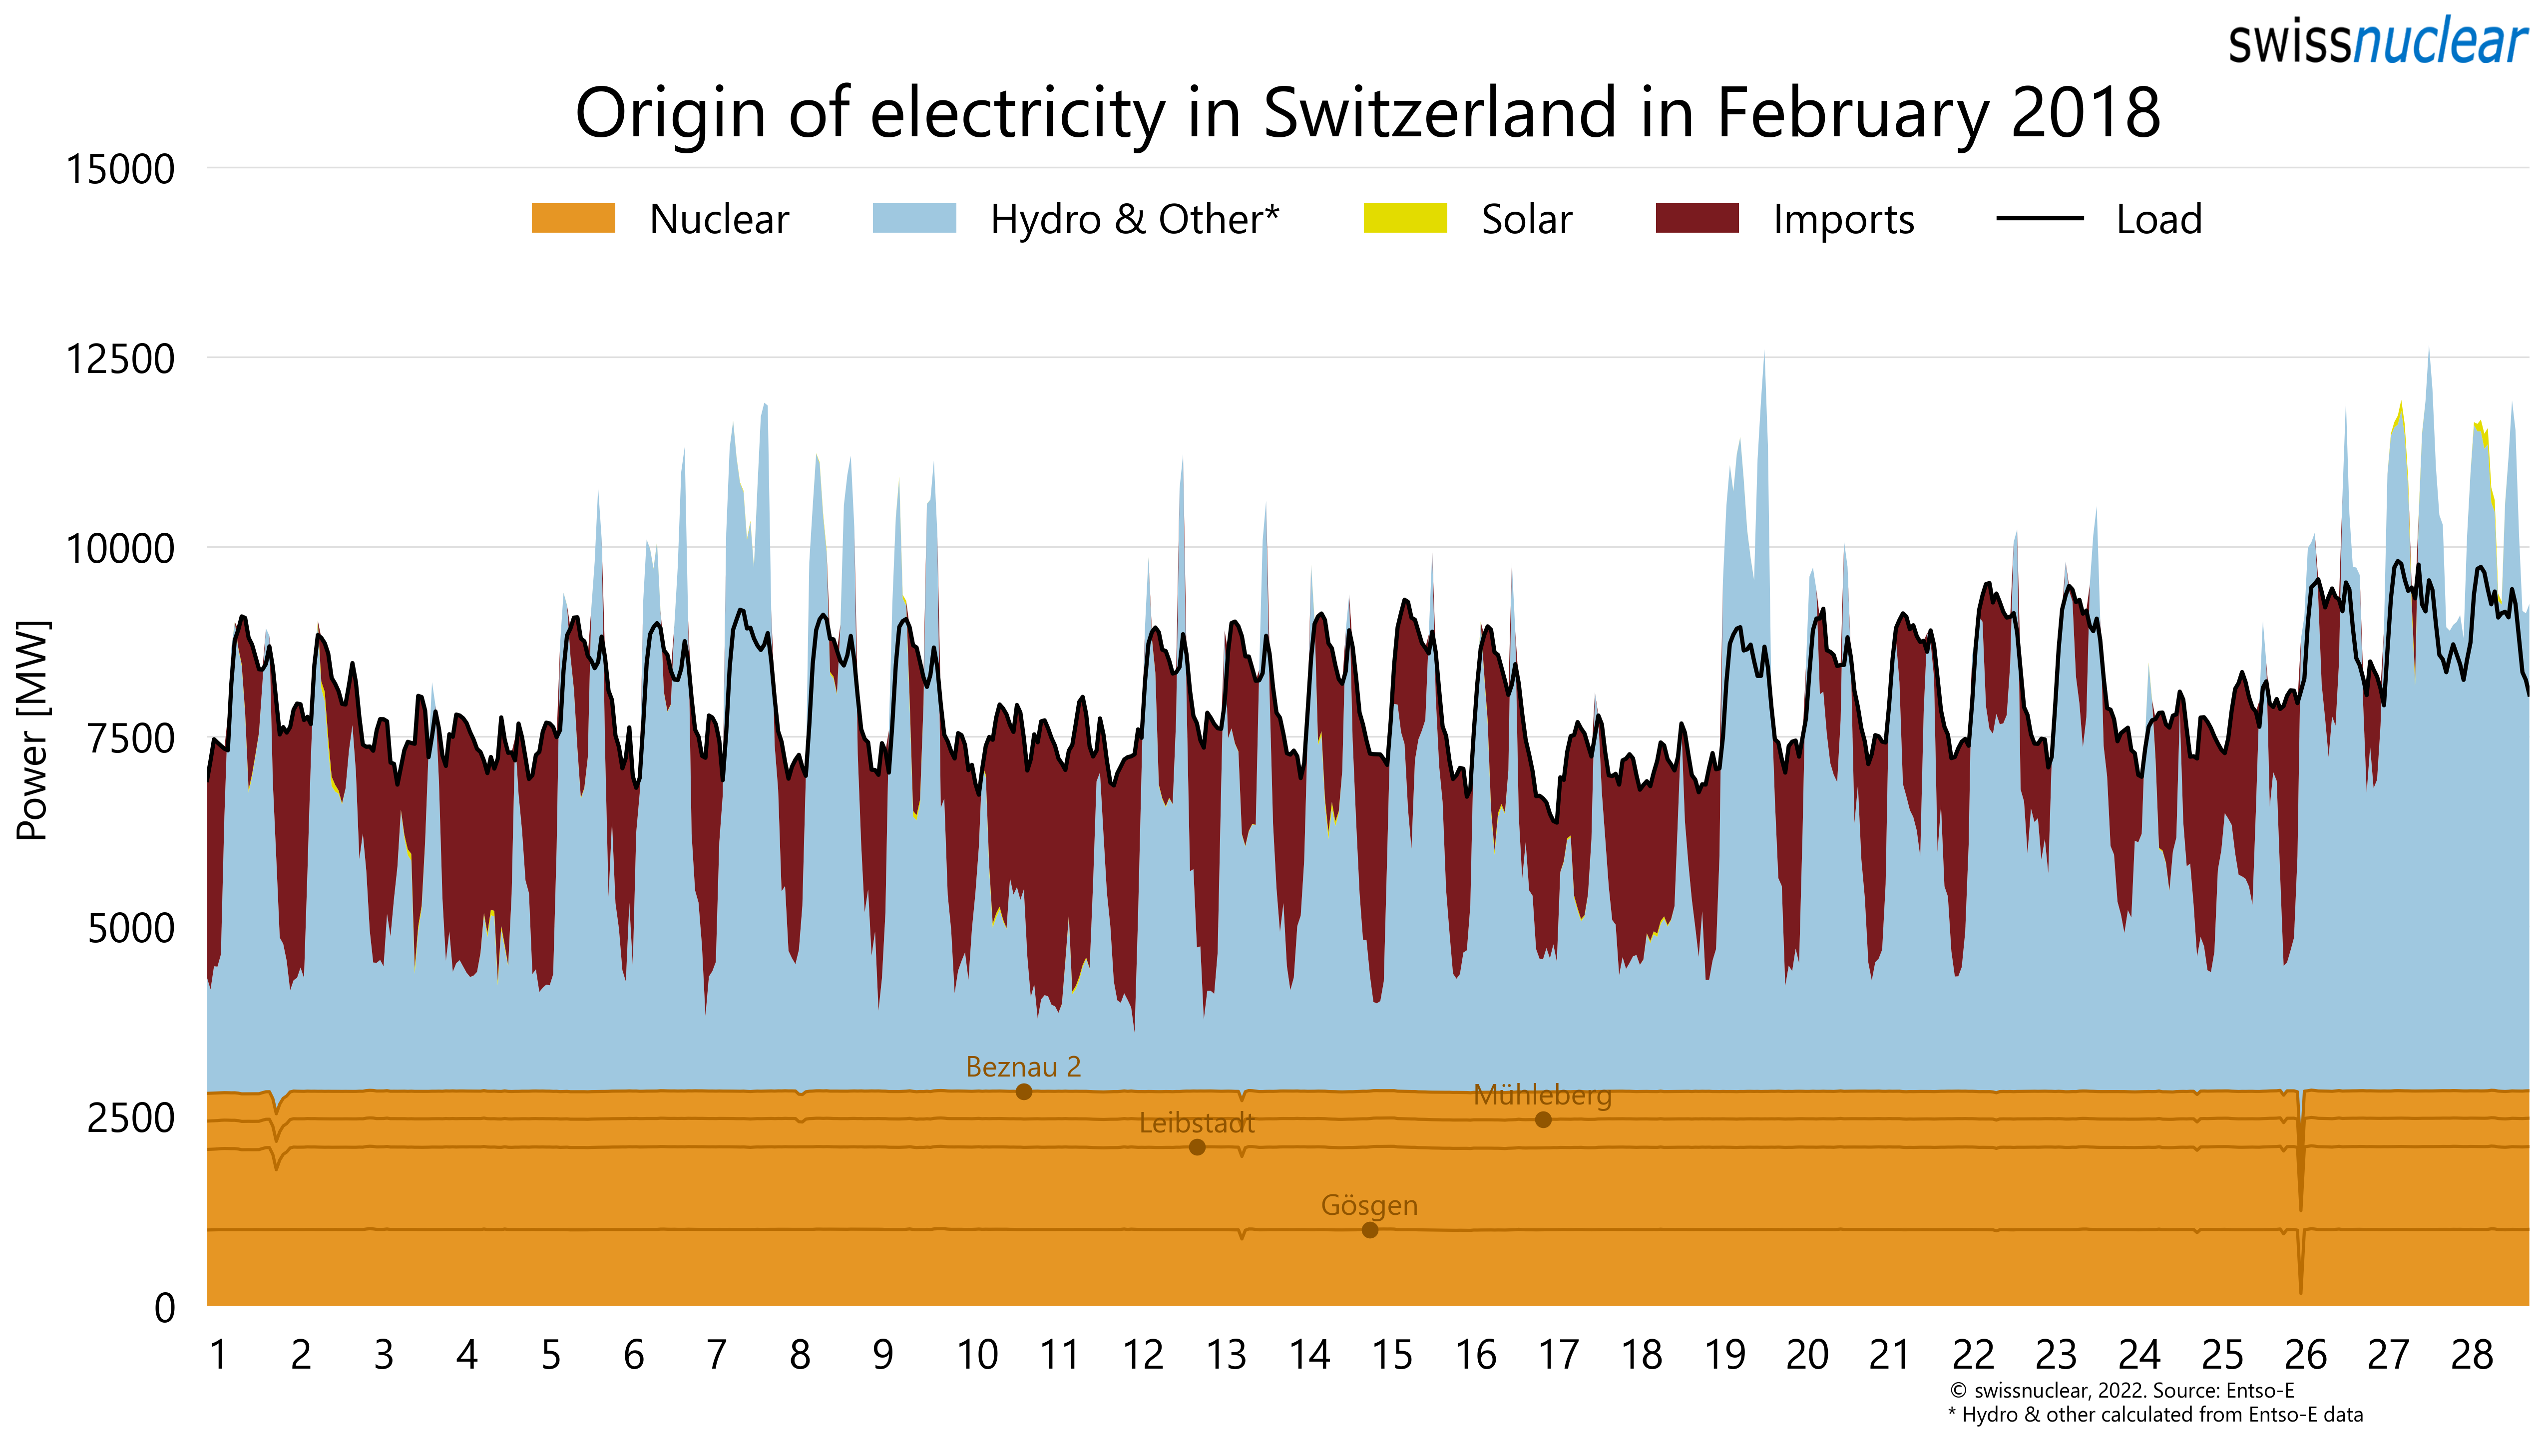 swissnuclear
Origin of electricity in Switzerland in February 2018
15000
Nuclear Hydro & Other* Solar Imports Load
12500
10000
7500
5000
2500
0
Power [MW]
Beznau 2
Mühleberg
Leibstadt
Gösgen
1 2 3 4 5 6 7 8 9 10 11 12 13 14 15 16 17 18 19 20 21 22 23 24 25 26 27 28
© swissnuclear, 2022. Source: Entso-E
* Hydro & other calculated from Entso-E data